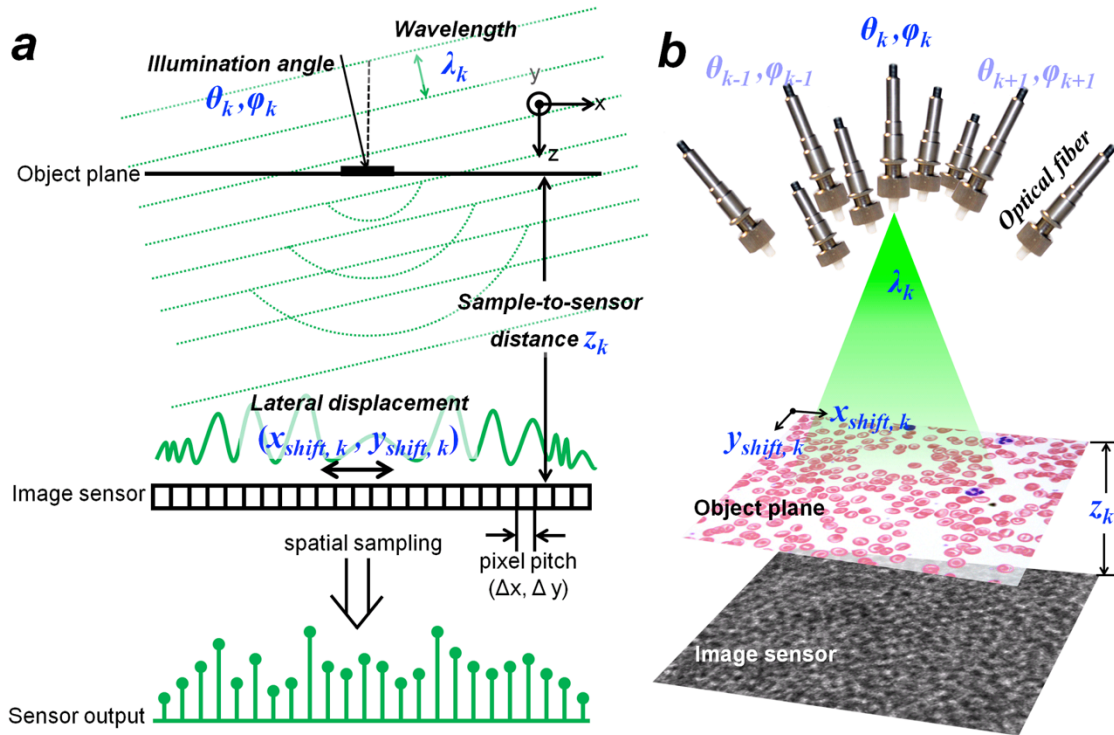 a
Wavelength
λk
Illumination angle
θk,φk
y
x
z
Object plane
Sample-to-sensor
distance zk
Lateral displacement
(xshift, k , yshift, k)
Image sensor
spatial sampling
pixel pitch
(Δx, Δ y)
Sensor output
b
θk,φk
θk-1,φk-1
θk+1,φk+1
Optical fiber
λk
xshift, k
yshift, k
Object plane
zk
Image sensor